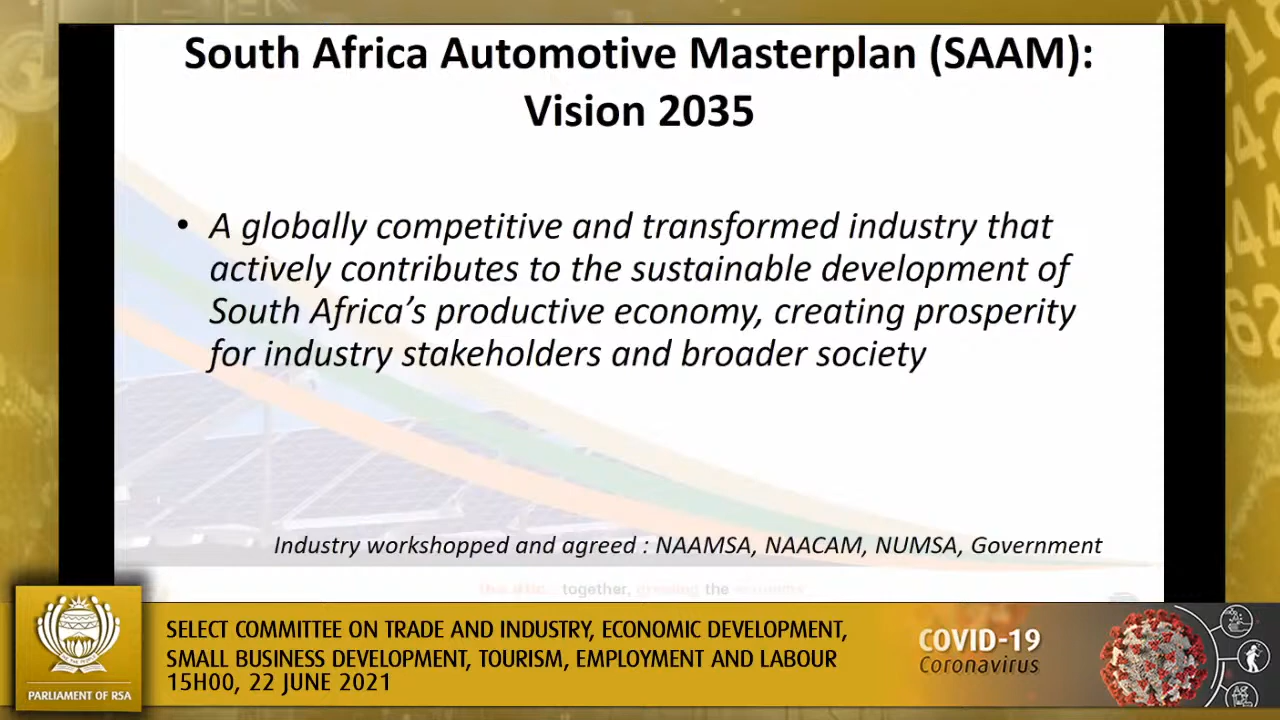 South Africa Automotive Masterplan (SAAM):
Vision 2035
• A globally competitive and transformed industry that
actively contributes to the sustainable development of
South Africa’s productive economy, creating prosperity
for industry stakeholders and broader society
Industry workshopped and agreed : NAAMSA, NAACAM, NUMSA, Government
together, growing the economy
SELECT COMMITTEE ON TRADE AND INDUSTRY, ECONOMIC DEVELOPMENT,
SMALL BUSINESS DEVELOPMENT, TOURISM, EMPLOYMENT AND LABOUR
15H00, 22 JUNE 2021
PARLIAMENT OF RSA
COVID-19
Coronavirus